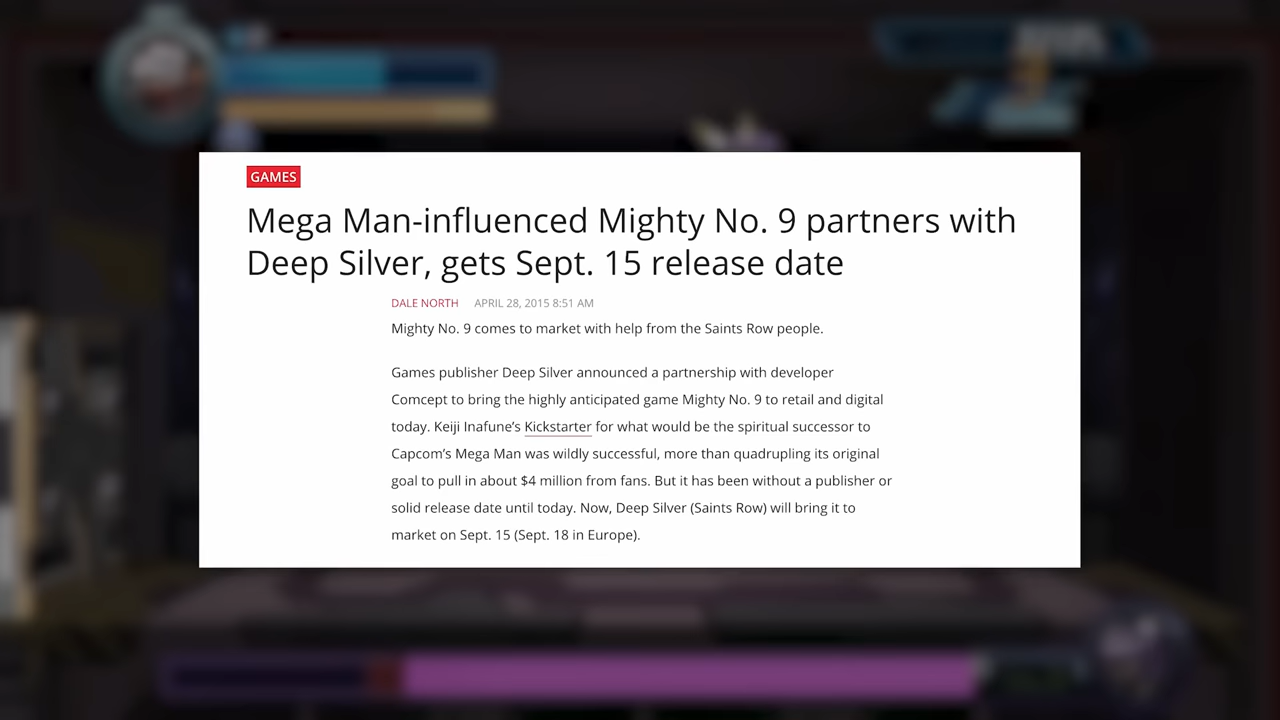 GAMES
Mega Man-influenced Mighty No. 9 partners with
Deep Silver, gets Sept. 15 release date
DALE NORTH APRIL 28, 2015 8:51 AM
Mighty No. 9 comes to market with help from the Saints Row people.
Games publisher Deep Silver announced a partnership with developer
Comcept to bring the highly anticipated game Mighty No. 9 to retail and digital
today. Keiji Inafune’s Kickstarter for what would be the spiritual successor to
Capcom’s Mega Man was wildly successful, more than quadrupling its original
goal to pull in about $4 million from fans. But it has been without a publisher or
solid release date until today. Now, Deep Silver (Saints Row) will bring it to
market on Sept. 15 (Sept. 18 in Europe).